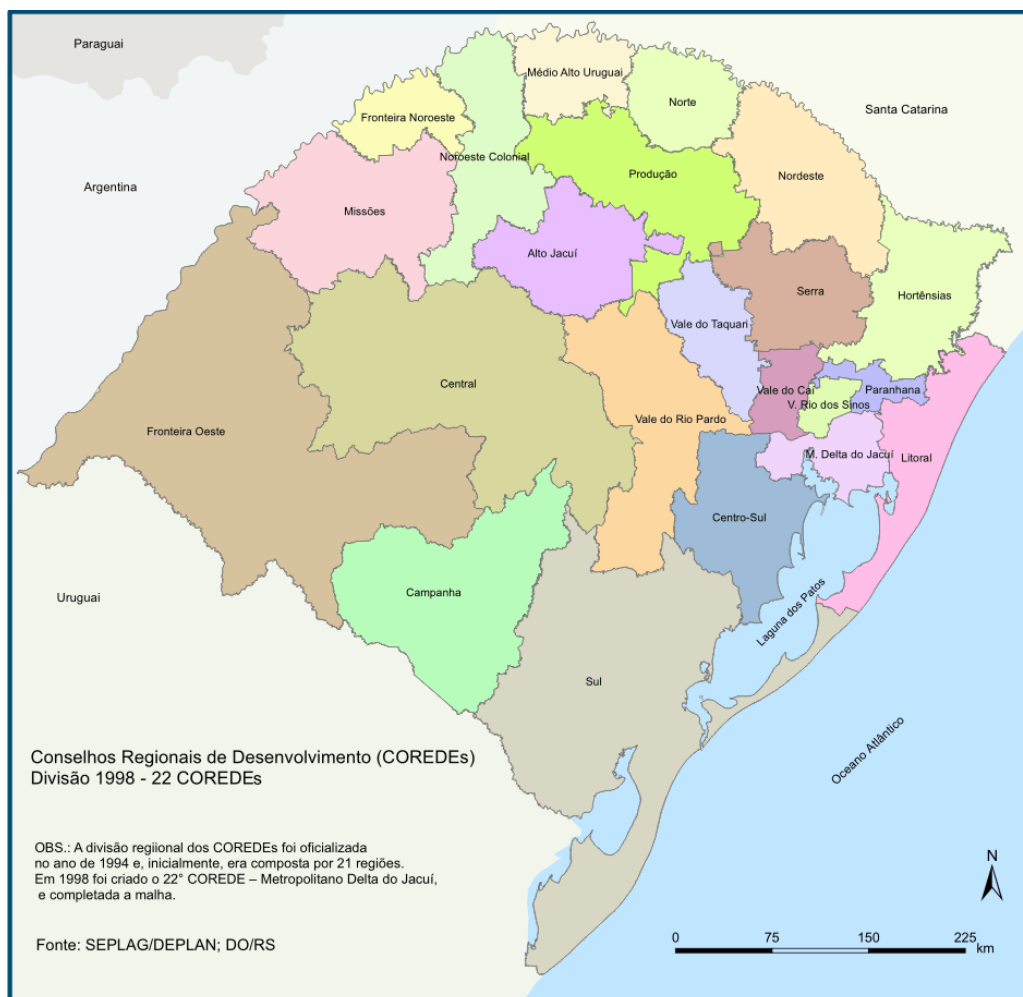 Paraguai
Médio Alto Uruguai
Norte
Santa Catarina
Fronteira Noroeste
Noroeste Colonial
Produção
Nordeste
Argentina
Missões
Alto Jacuí
Serra
Hortênsias
Vale do Taquari
Central
Vale do Caí
Paranhana
V. Rio dos Sinos
Vale do Rio Pardo
Fronteira Oeste
M. Delta do Jacuí
Litoral
Centro-Sul
Campanha
Uruguai
Laguna dos Patos
Sul
Oceano Atlântico
Conselhos Regionais de Desenvolvimento (COREDEs)
Divisão 1998 - 22 COREDEs
OBS.: A divisão regiional dos COREDEs foi oficializada
no ano de 1994 e, inicialmente, era composta por 21 regiões.
Em 1998 foi criado o 22° COREDE – Metropolitano Delta do Jacuí,
e completada a malha.
Fonte: SEPLAG/DEPLAN; DO/RS
N
0 75 150 225
km